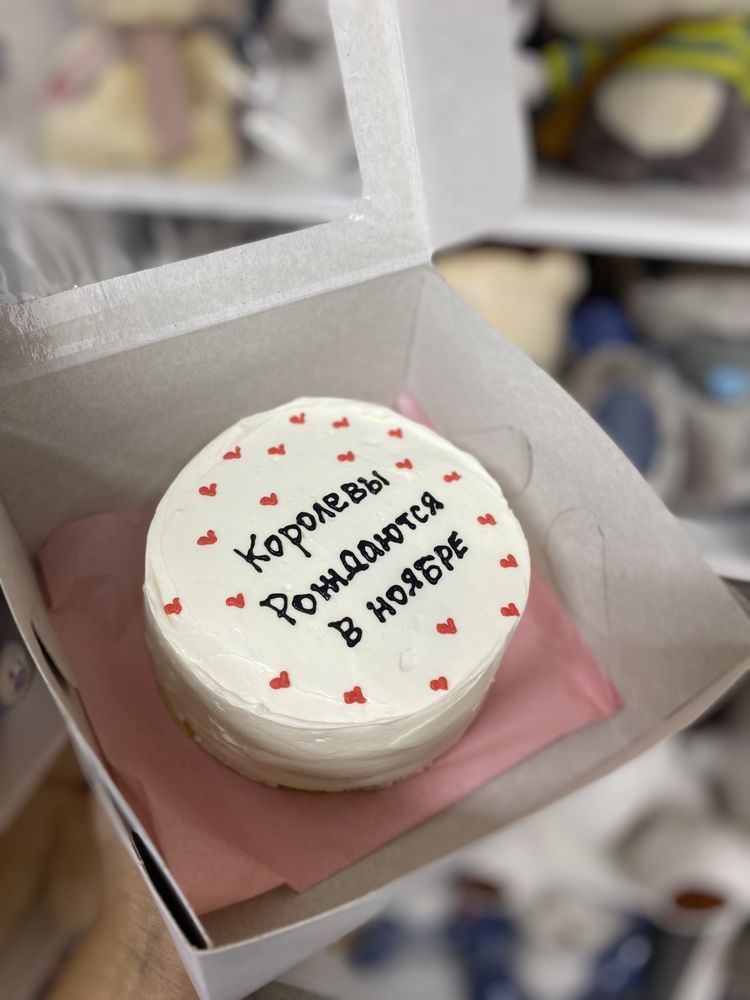 Королевы
Рождаются
в ноябре